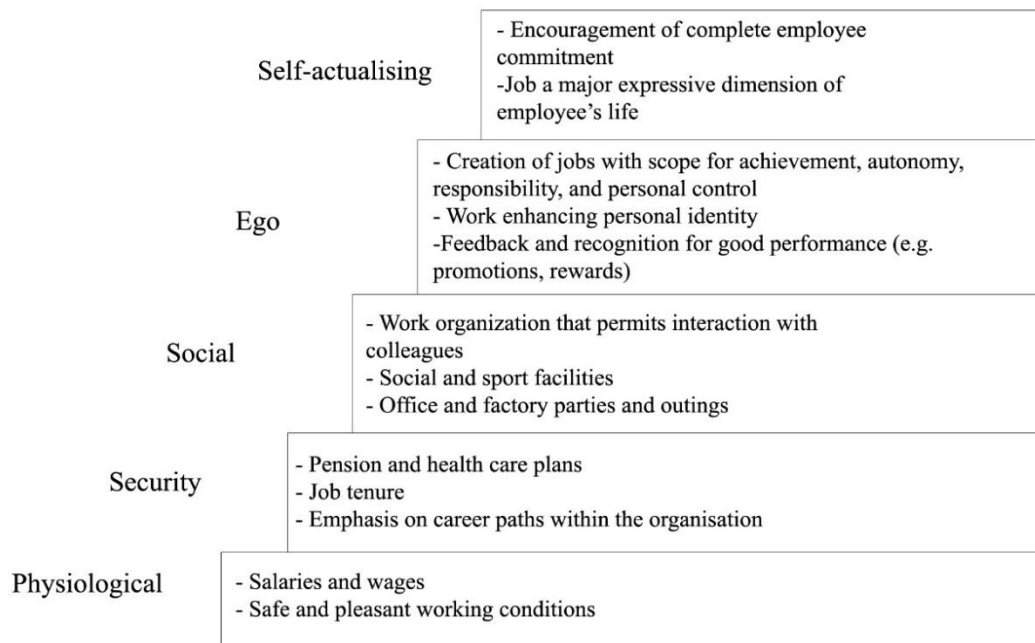 Self-actualising
- Encouragement of complete employee
commitment
-Job a major expressive dimension of
employee’s life
Ego
- Creation of jobs with scope for achievement, autonomy,
responsibility, and personal control
- Work enhancing personal identity
-Feedback and recognition for good performance (e.g.
promotions, rewards)
Social
- Work organization that permits interaction with
colleagues
- Social and sport facilities
- Office and factory parties and outings
Security
- Pension and health care plans
- Job tenure
- Emphasis on career paths within the organisation
Physiological
- Salaries and wages
- Safe and pleasant working conditions